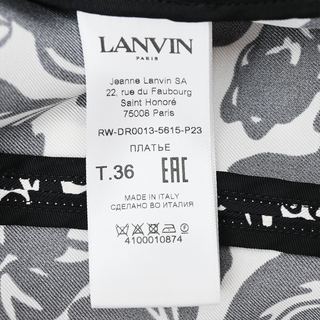 LANVIN
PARIS
Jeanne Lanvin SA
22, rue du Faubourg
Saint Honoré
75008 Paris
RW-DR0013-5615-P23
ПЛАТЬЕ
T.36 EAC
MADE IN ITALY
СДЕЛАНО ВО ИТАЛИЯ
4100010874